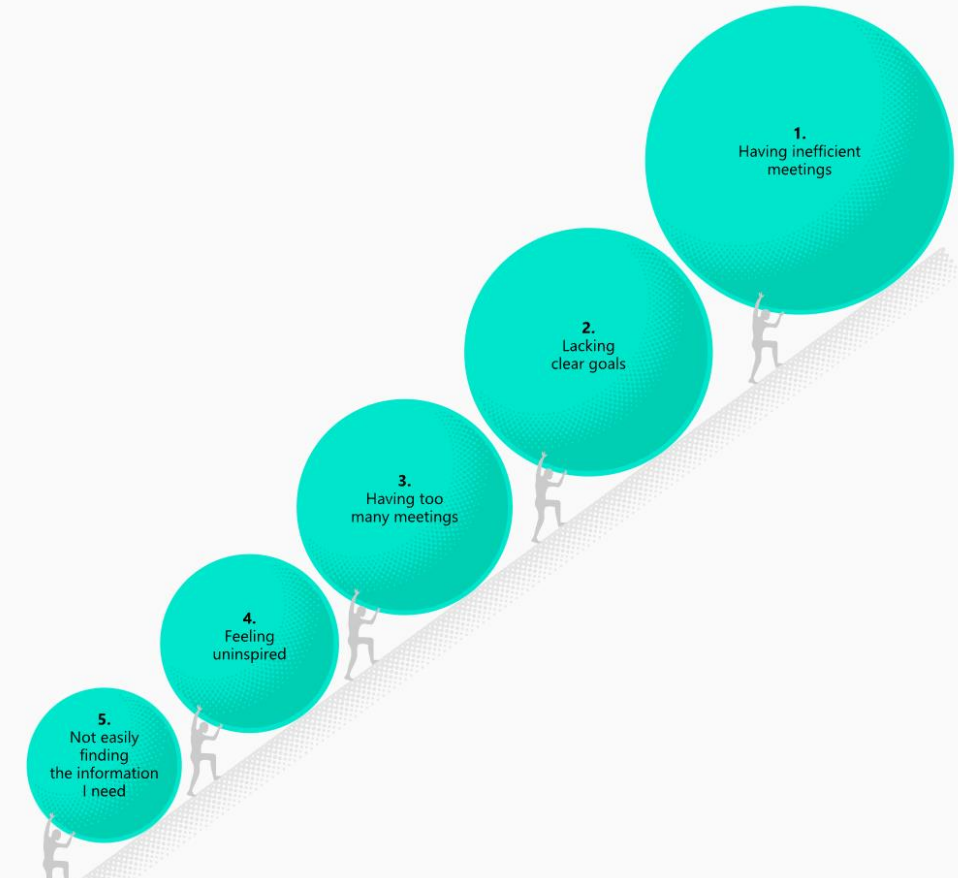 1.
Having inefficient
meetings
2.
Lacking
clear goals
3.
Having too
many meetings
4.
Feeling
uninspired
5.
Not easily
finding
the information
I need